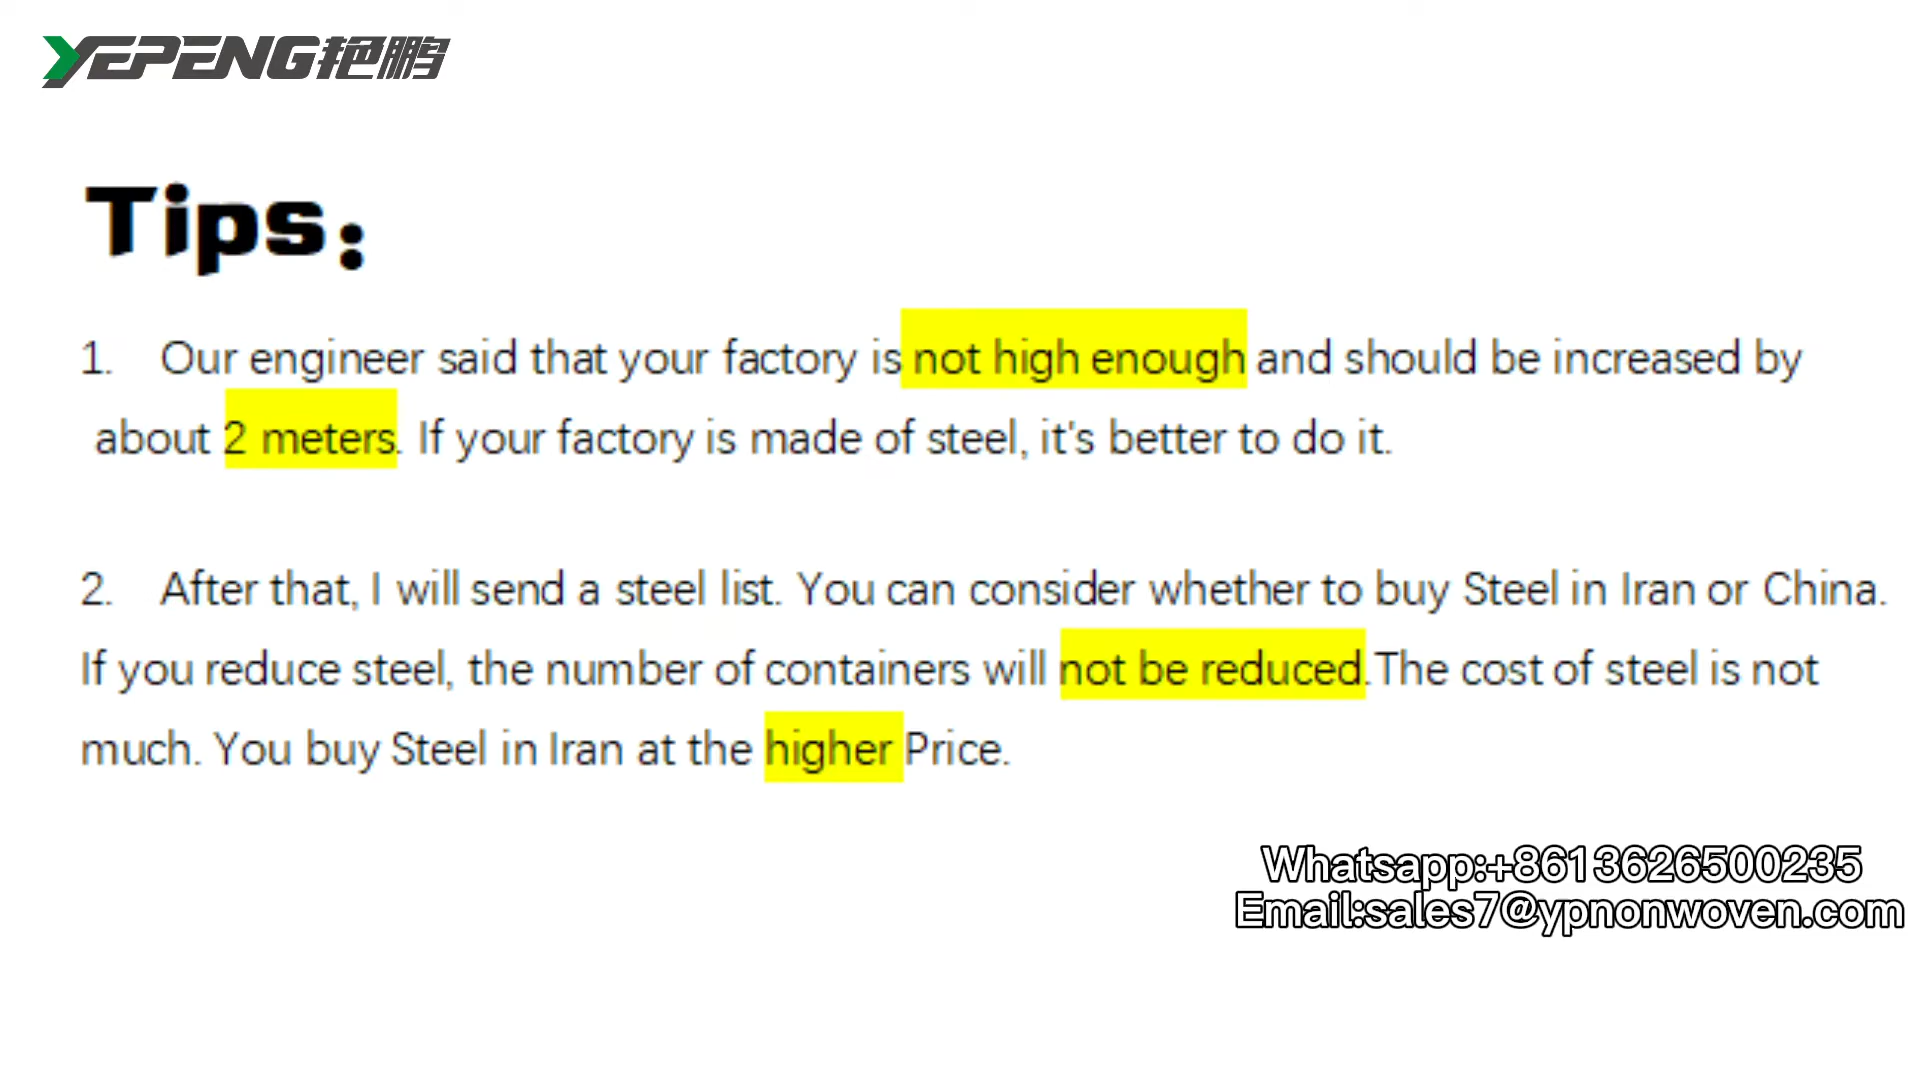 YEPENG艳鹏
Tips：
1. Our engineer said that your factory is not high enough and should be increased by
about 2 meters. If your factory is made of steel, it's better to do it.
2. After that, I will send a steel list. You can consider whether to buy Steel in Iran or China.
If you reduce steel, the number of containers will not be reduced.The cost of steel is not
much. You buy Steel in Iran at the higher Price.
Whatsapp:+8613626500235
Email:sales7@ypnonwoven.com